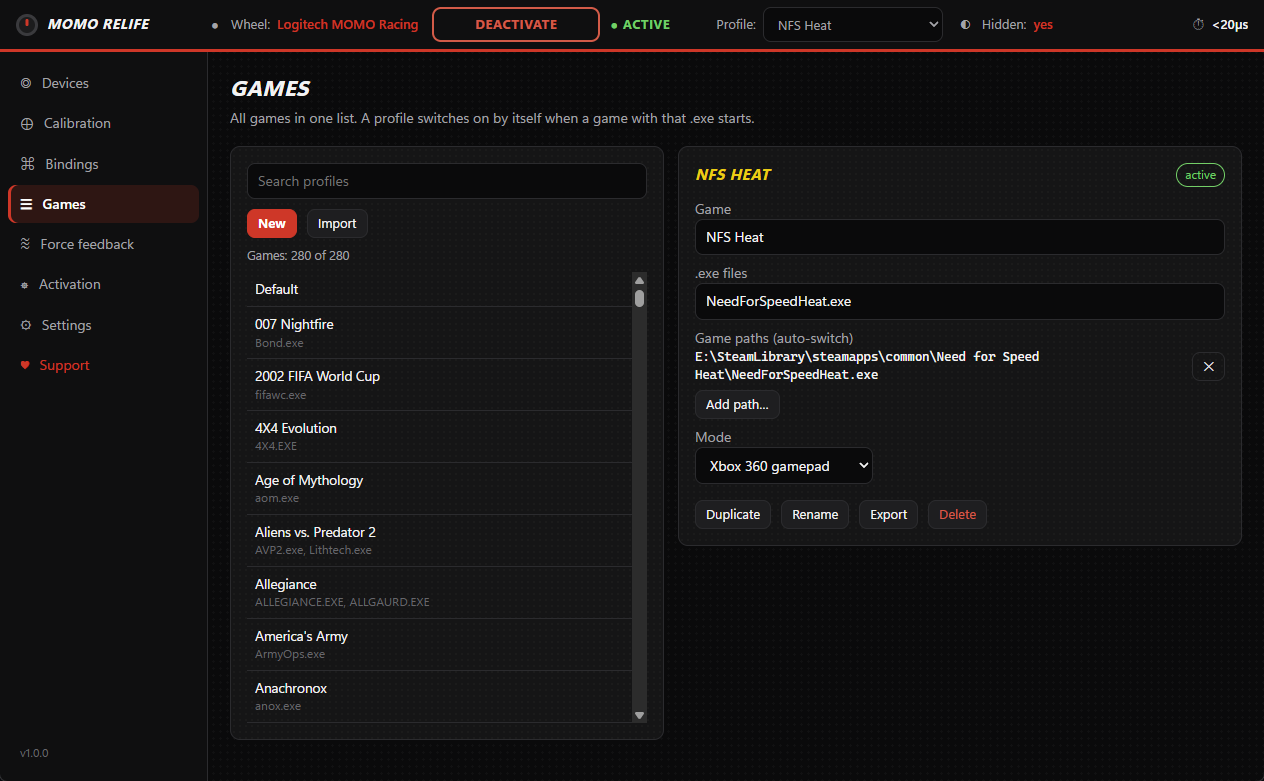 MOMO RELIFE
Wheel: Logitech MOMO Racing
DEACTIVATE
ACTIVE
Profile: NFS Heat
Hidden: yes
<20µs
Devices
Calibration
Bindings
Games
Force feedback
Activation
Settings
Support
v1.0.0
GAMES
All games in one list. A profile switches on by itself when a game with that .exe starts.
Search profiles
New
Import
Games: 280 of 280
Default
007 Nightfire
Bond.exe
2002 FIFA World Cup
fifawc.exe
4X4 Evolution
4X4.EXE
Age of Mythology
aom.exe
Aliens vs. Predator 2
AVP2.exe, Lithtech.exe
Allegiance
ALLEGIANCE.EXE, ALLGAURD.EXE
America's Army
ArmyOps.exe
Anachronox
anox.exe
NFS HEAT
active
Game
NFS Heat
.exe files
NeedForSpeedHeat.exe
Game paths (auto-switch)
E:\SteamLibrary\steamapps\common\Need for Speed
Heat\NeedForSpeedHeat.exe
Add path...
Mode
Xbox 360 gamepad
Duplicate
Rename
Export
Delete